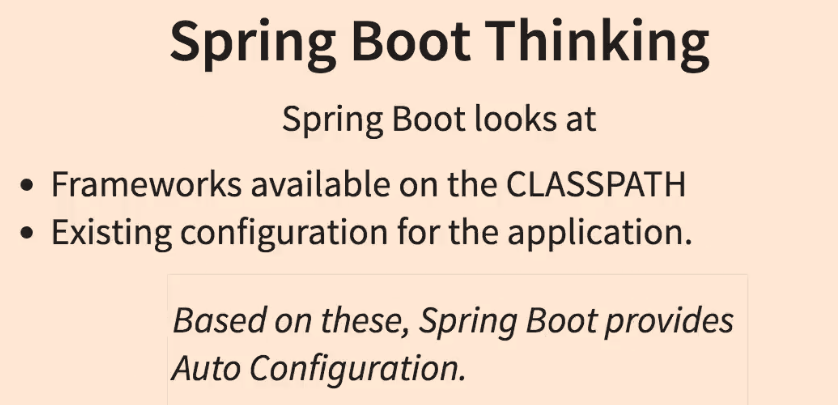 Spring Boot Thinking
Spring Boot looks at
• Frameworks available on the CLASSPATH
• Existing configuration for the application.
Based on these, Spring Boot provides
Auto Configuration.